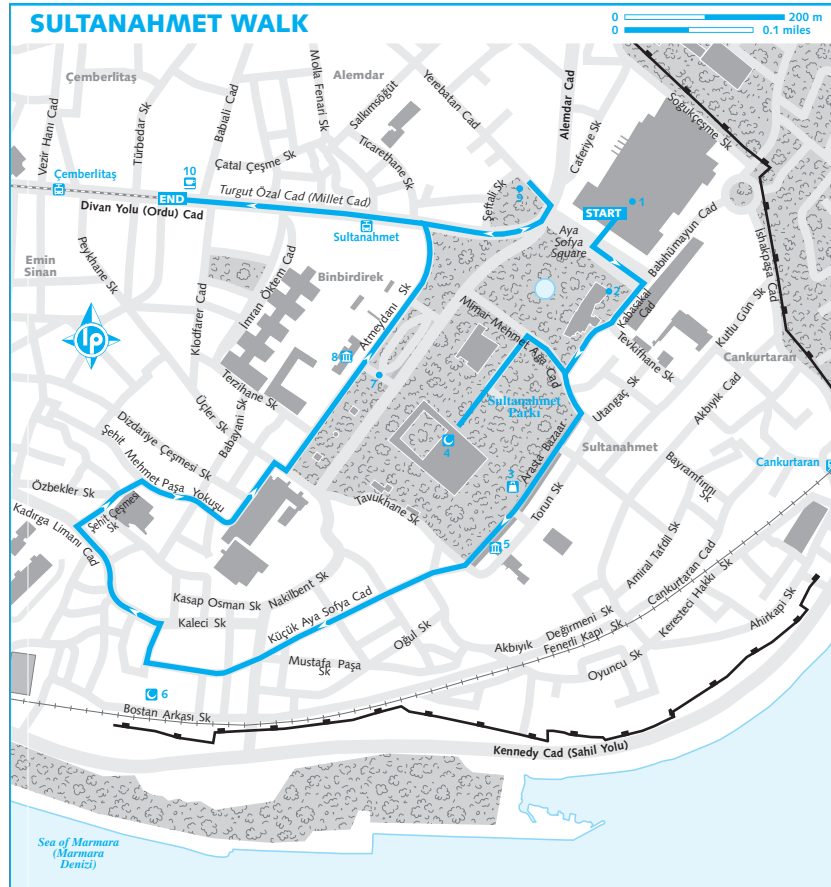 SULTANAHMET WALK
0 200 m
0 0.1 miles
Çemberlitaş
Alemdar
Vezir Hanı Cad
Türbedar Sk
Babıali Cad
Molla Fenari Sk
Salkımsöğüt
Yerebatan Cad
Alemdar Cad
Caferiye Sk
Soğukçeşme Sk
Ticarethane Sk
Çatal Çeşme Sk
10
Çemberlitaş
END
Turgut Özal Cad (Millet Cad)
Divan Yolu (Ordu) Cad
Sultanahmet
Şeftali Sk
9
START
1
Aya
Sofya
Square
Babıhümayun Cad
İshakpaşa Cad
Emin
Sinan
Peykhane Sk
Klodfarer Cad
İmran Öktem Cad
Binbirdirek
Atmeydanı Sk
2
Kabasakal
Cad
Tevkifhane Sk
Kutlu Gün Sk
Cankurtaran
Mimar Mehmet Ağa Cad
lp
8
7
Terzihane Sk
Üçler Sk
Babayani Sk
Sultanahmet
Parkı
4
Utangaç Sk
Akbıyık Cad
Sultanahmet
Arasta Bazaar
3
Dizdariye Çeşmesi Sk
Şehit Mehmet Paşa Yokuşu
Özbekler Sk
Şehit Çeşmesi
Sk
Kadırga Limanı Cad
Tavukhane Sk
Torun Sk
5
Bayramfırını
Sk
Cankurtaran
Amiral Tafdil Sk
Cankurtaran Cad
Keresteci Hakkı Sk
Ahirkapi Sk
Kasap Osman Sk
Nakilbent Sk
Kaleci Sk
Küçük Aya Sofya Cad
Oğul Sk
Akbıyık Değirmeni Sk
Fenerli Kapı Sk
Mustafa Paşa
Sk
Oyuncu Sk
6
Bostan Arkası Sk
Kennedy Cad (Sahil Yolu)
Sea of Marmara
(Marmara
Denizi)